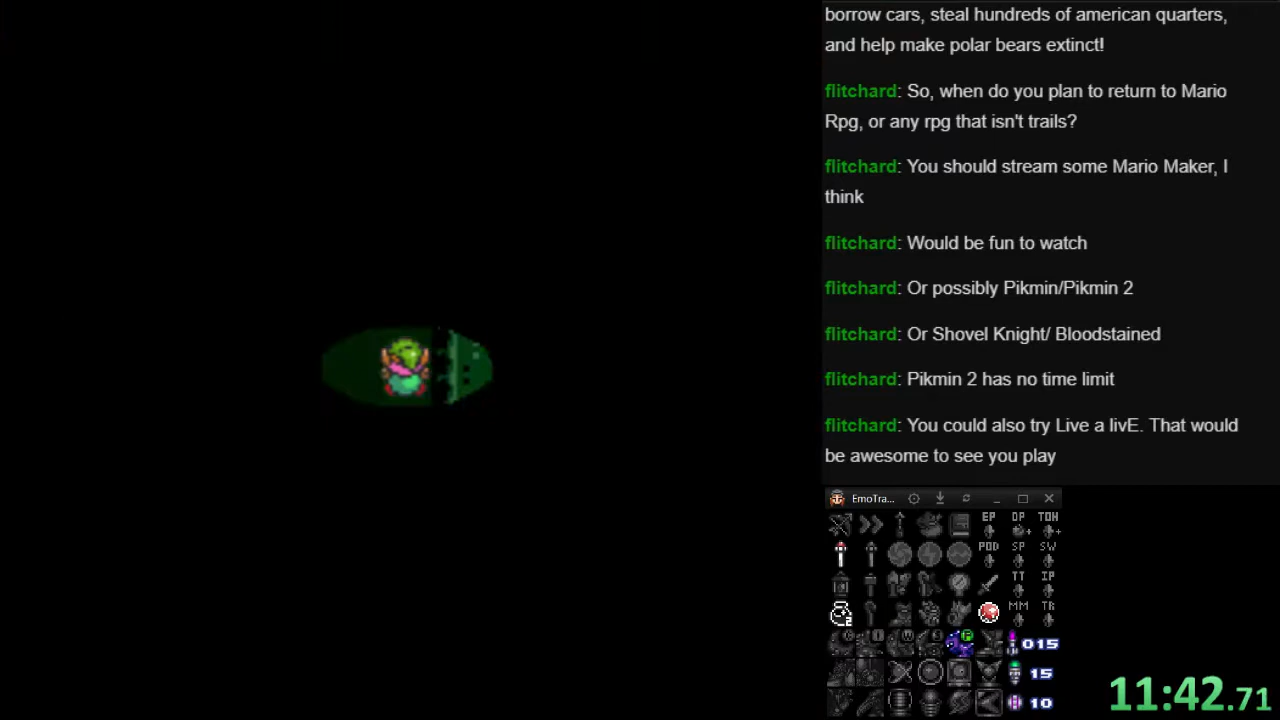 borrow cars, steal hundreds of american quarters,
and help make polar bears extinct!
flitchard: So, when do you plan to return to Mario
Rpg, or any rpg that isn't trails?
flitchard: You should stream some Mario Maker, I
think
flitchard: Would be fun to watch
flitchard: Or possibly Pikmin/Pikmin 2
flitchard: Or Shovel Knight/ Bloodstained
flitchard: Pikmin 2 has no time limit
flitchard: You could also try Live a livE. That would
be awesome to see you play
EmoTra...
EP DP TOH
POD SP SW
TT IP
2 MM TR
015
15
10
11:42.71